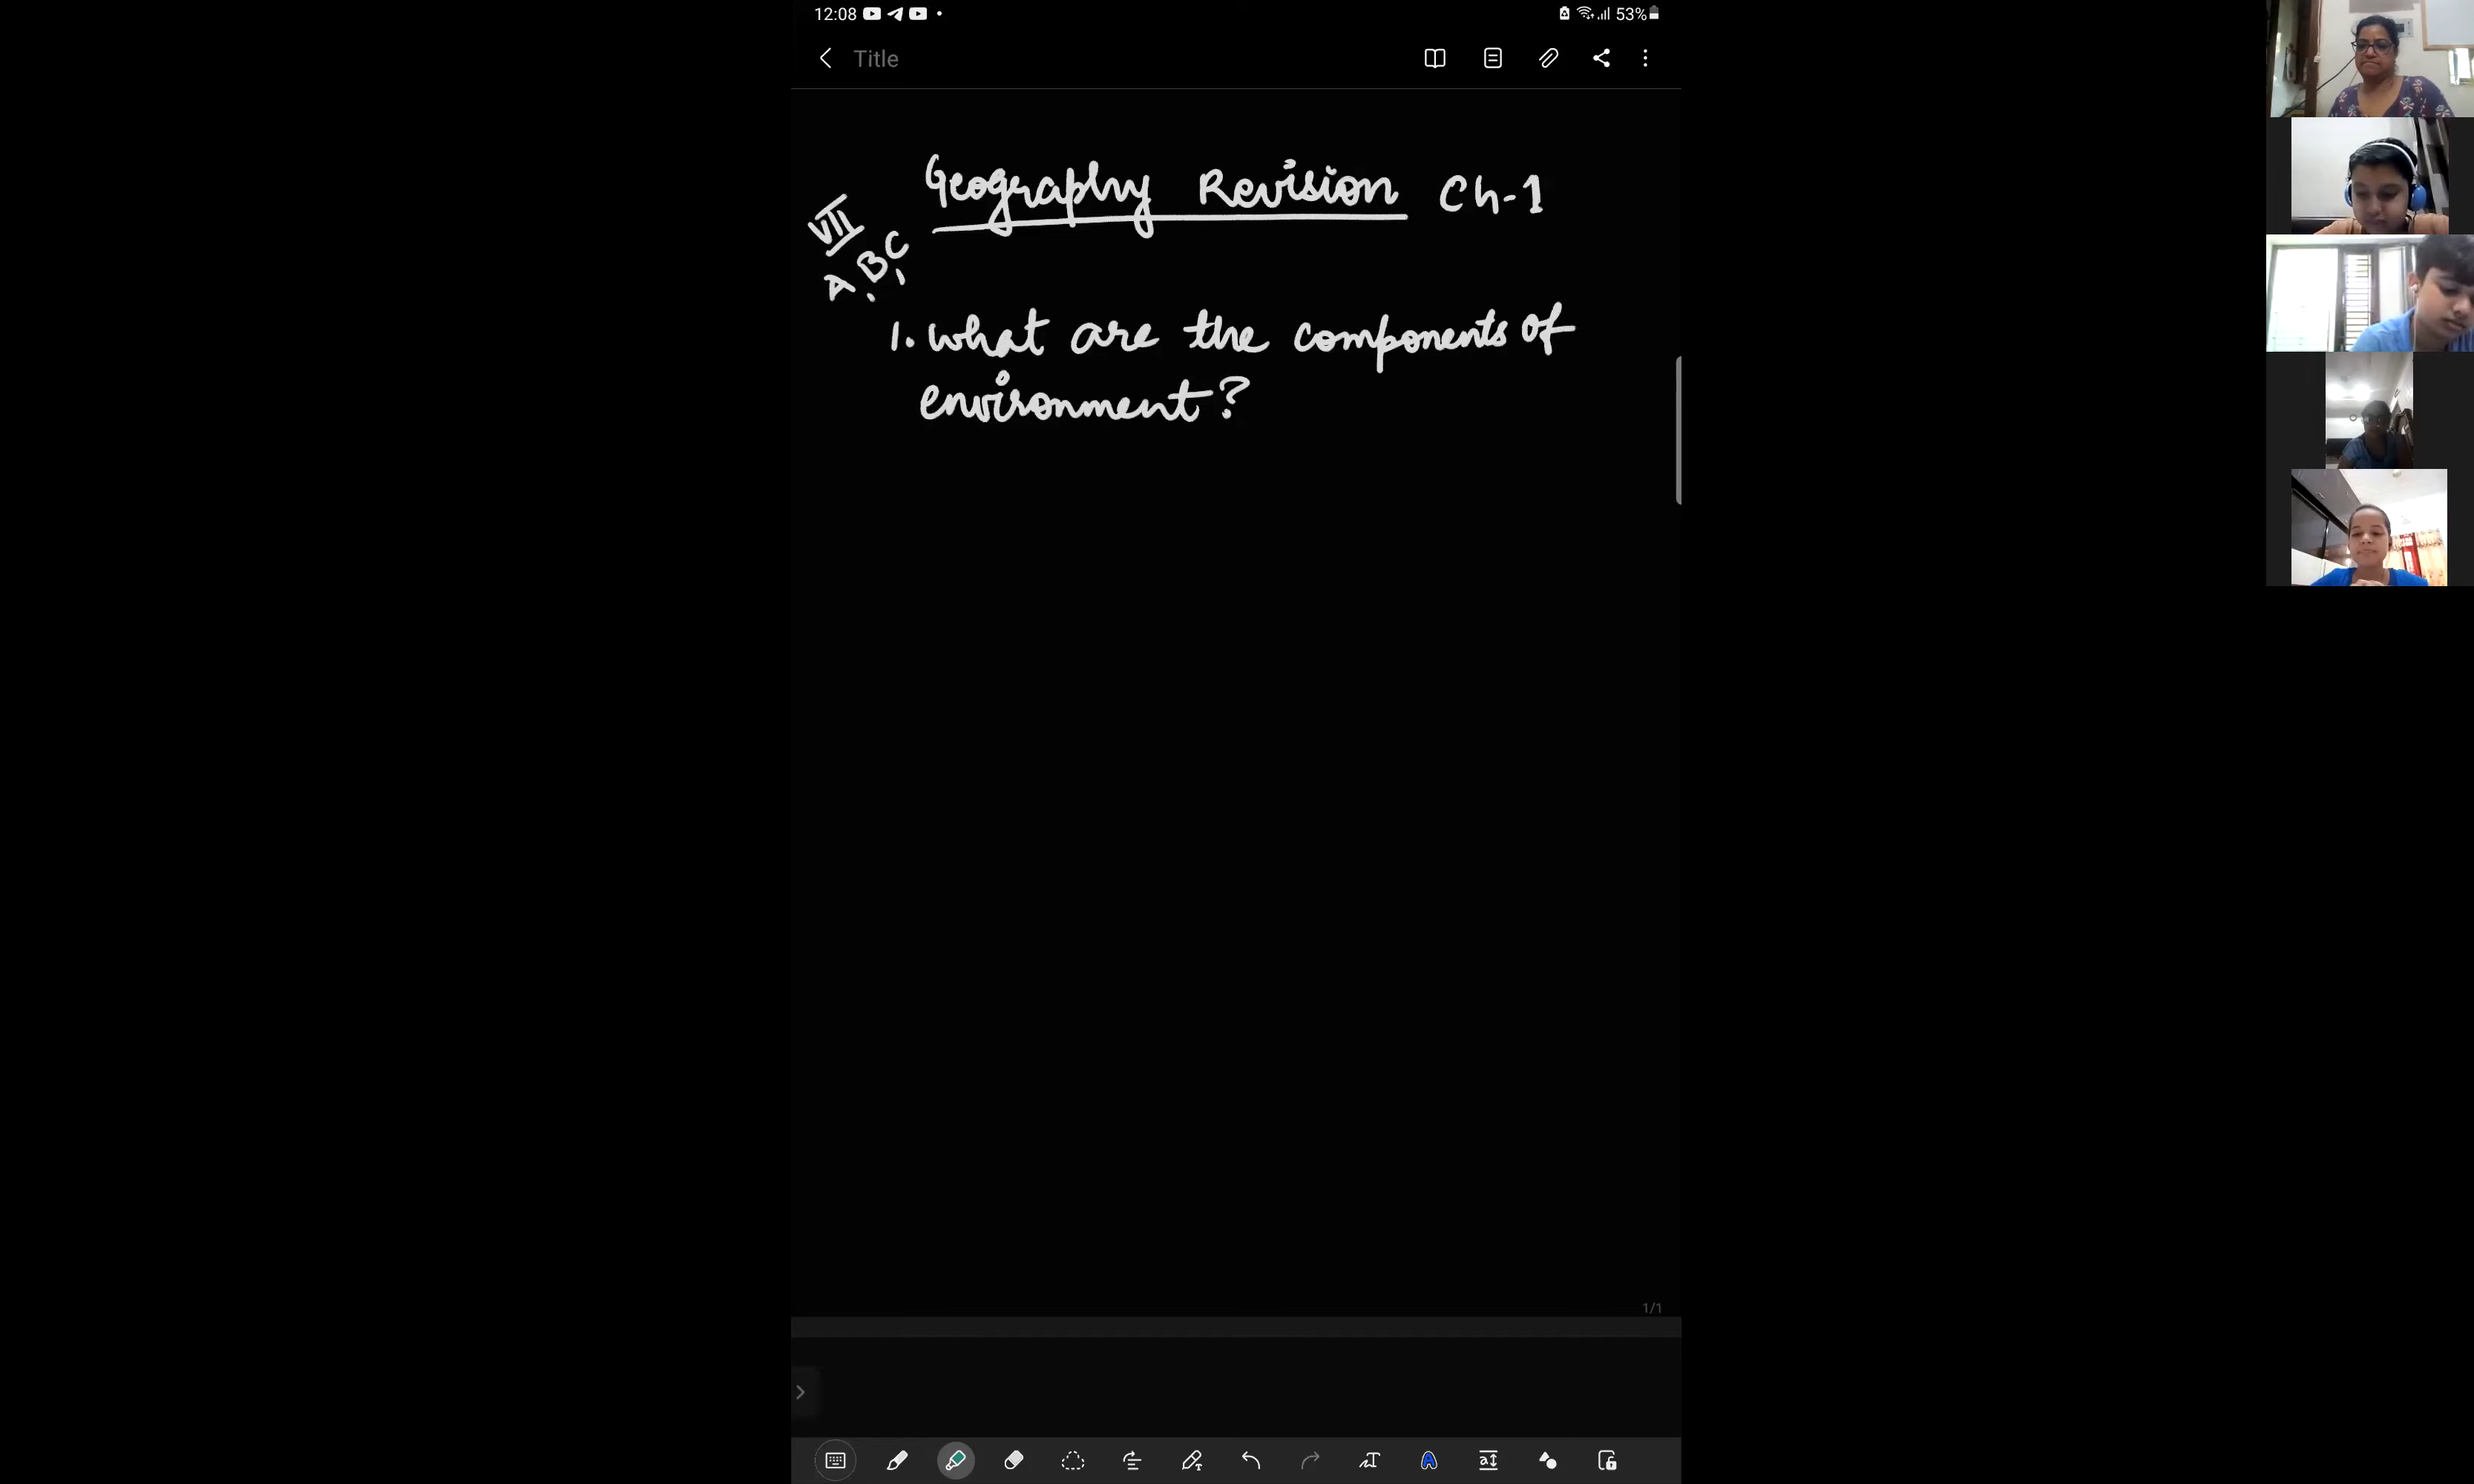 12:08 53%
Title
Geography Revision Ch-1
VII
A, B, C
1. what are the components of
environment?
1/1